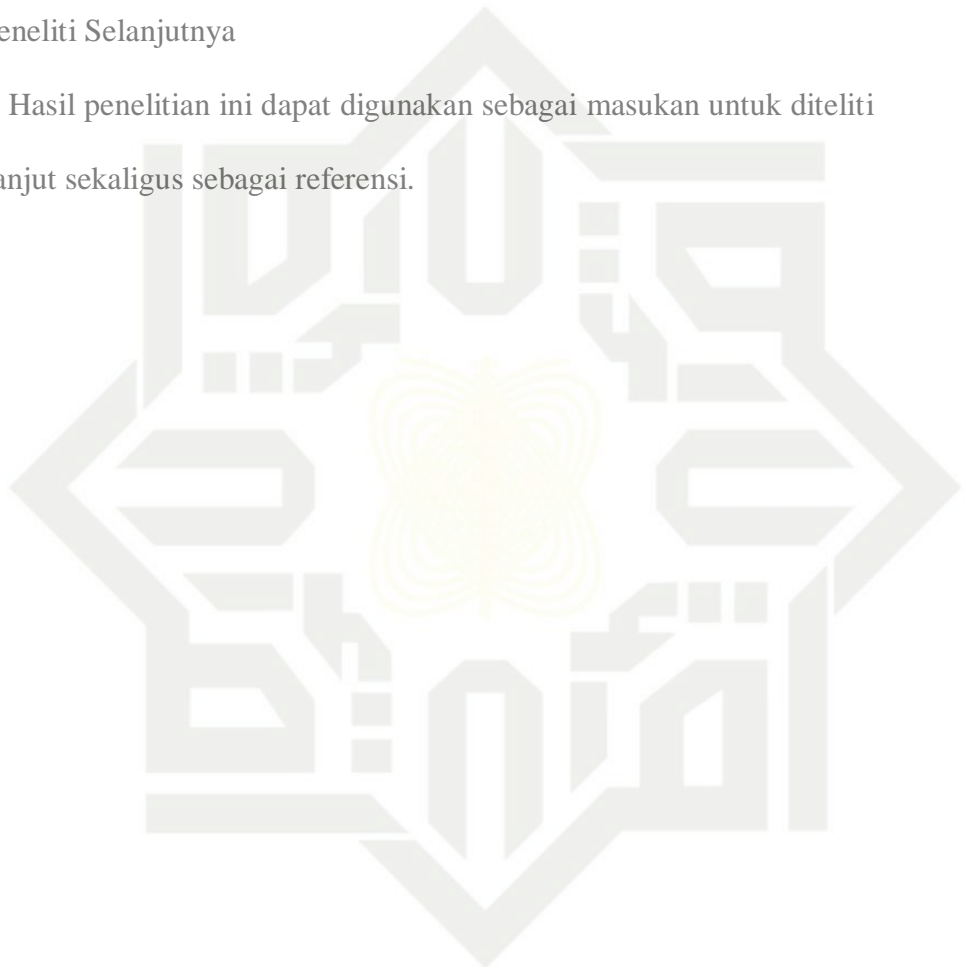 eneliti Selanjutnya
Hasil penelitian ini dapat digunakan sebagai masukan untuk diteliti
anjut sekaligus sebagai referensi.